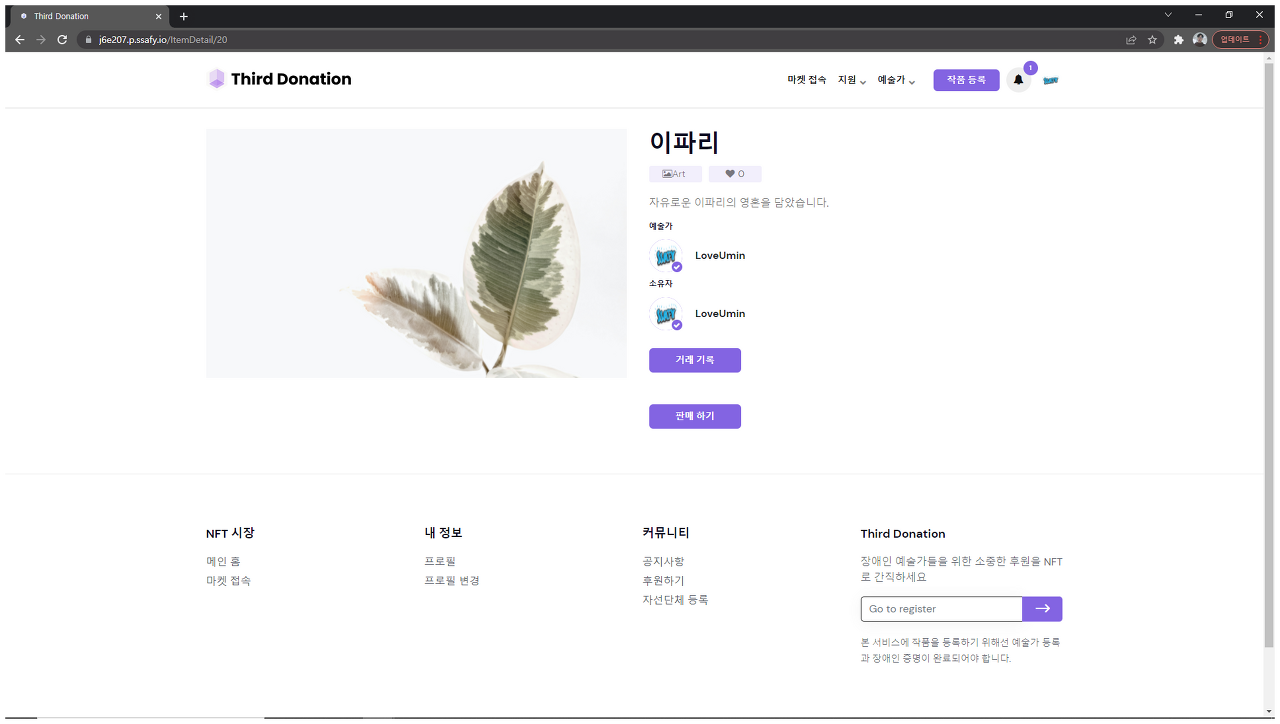 Third Donation
j6e207.p.ssafy.io/ItemDetail/20
업데이트
Third Donation
마켓 접속 지원 예술가 작품 등록 1
이파리
Art 0
자유로운 이파리의 영혼을 담았습니다.
예술가
SSAFY
LoveUmin
소유자
SSAFY
LoveUmin
거래 기록
판매 하기
NFT 시장
메인 홈
마켓 접속
내 정보
프로필
프로필 변경
커뮤니티
공지사항
후원하기
자선단체 등록
Third Donation
장애인 예술가들을 위한 소중한 후원을 NFT
로 간직하세요
Go to register
본 서비스에 작품을 등록하기 위해선 예술가 등록
과 장애인 증명이 완료되어야 합니다.